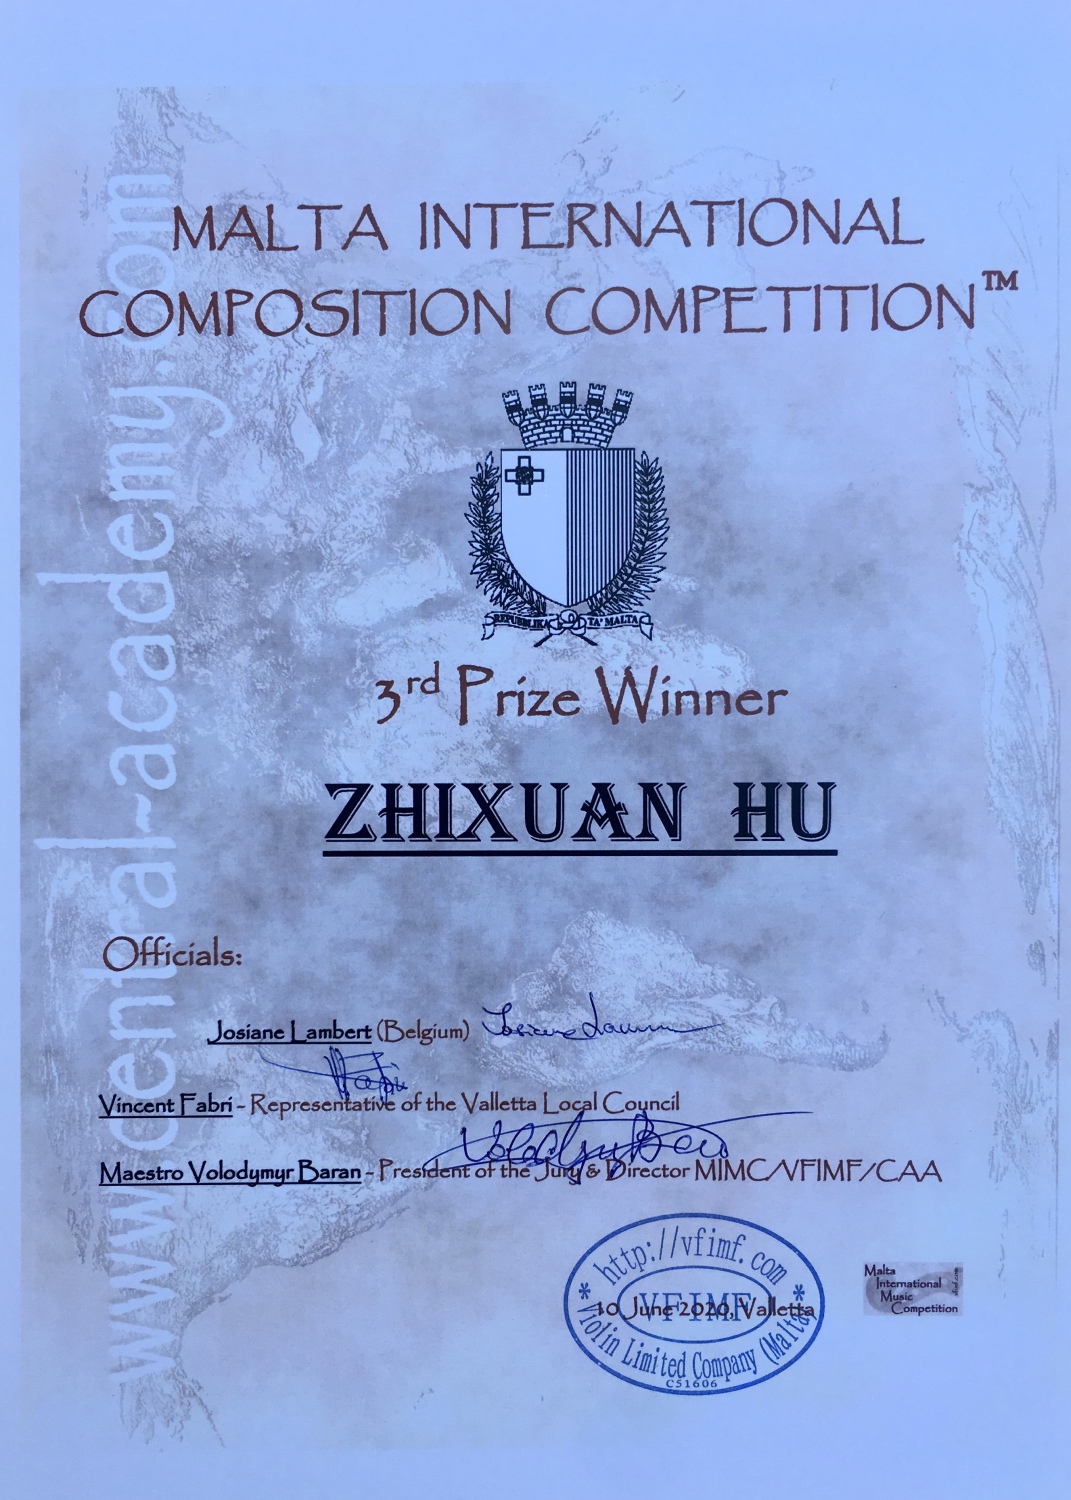 MALTA INTERNATIONAL
COMPOSITION COMPETITION™
REPUBBLIKA TA' MALTA
3rd Prize Winner
ZHIXUAN HU
Officials:
Josiane Lambert (Belgium)
Vincent Fabri - Representative of the Valletta Local Council
Maestro Volodymyr Baran - President of the Jury & Director MIMC/VFIMF/CAA
http://vfimf.com
VFIMF
10 June 2020, Valletta
* Violin Limited Company (Malta) *
C51606
Malta
International
Music
Competition
www.central-academy.com